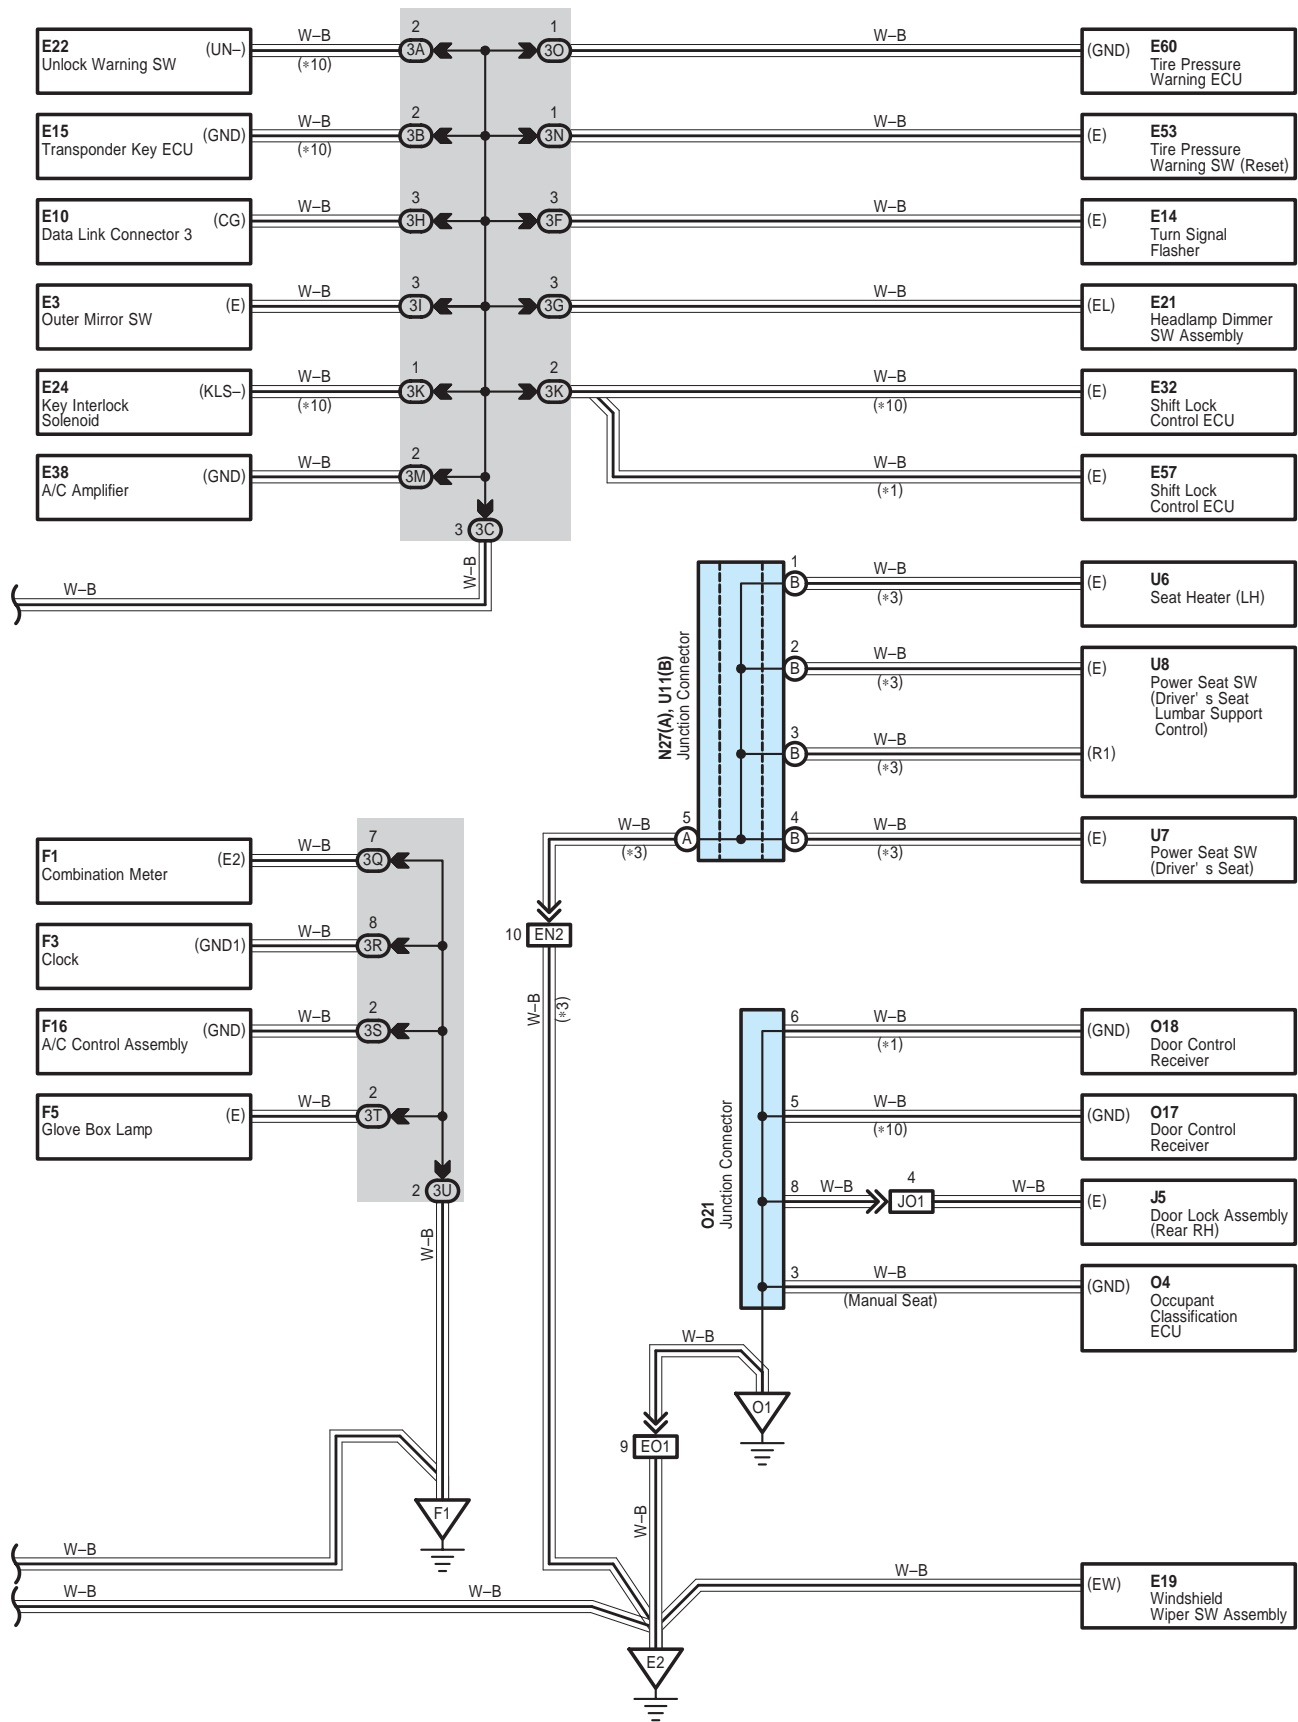 E22
Unlock Warning SW
(UN–)
W–B
(∗10)
2
3A
1
3O
W–B
(GND)
E60
Tire Pressure
Warning ECU
E15
Transponder Key ECU
(GND)
W–B
(∗10)
2
3B
1
3N
W–B
(E)
E53
Tire Pressure
Warning SW (Reset)
E10
Data Link Connector 3
(CG)
W–B
3
3H
3
3F
W–B
(E)
E14
Turn Signal
Flasher
E3
Outer Mirror SW
(E)
W–B
3
3I
3
3G
W–B
(EL)
E21
Headlamp Dimmer
SW Assembly
E24
Key Interlock
Solenoid
(KLS–)
W–B
(∗10)
1
3K
2
3K
W–B
(∗10)
(E)
E32
Shift Lock
Control ECU
E38
A/C Amplifier
(GND)
W–B
2
3M
W–B
(∗1)
(E)
E57
Shift Lock
Control ECU
3
3C
W–B
W–B
N27(A), U11(B)
Junction Connector
1
B
W–B
(∗3)
(E)
U6
Seat Heater (LH)
2
B
W–B
(∗3)
(E)
U8
Power Seat SW
(Driver' s Seat
Lumbar Support
Control)
3
B
W–B
(∗3)
(R1)
W–B
(∗3)
5
A
4
B
W–B
(∗3)
(E)
U7
Power Seat SW
(Driver' s Seat)
F1
Combination Meter
(E2)
W–B
7
3Q
F3
Clock
(GND1)
W–B
8
3R
10
EN2
W–B
(∗3)
F16
A/C Control Assembly
(GND)
W–B
2
3S
F5
Glove Box Lamp
(E)
W–B
2
3T
2
3U
W–B
O21
Junction Connector
6
W–B
(∗1)
(GND)
O18
Door Control
Receiver
5
W–B
(∗10)
(GND)
O17
Door Control
Receiver
8
W–B
4
JO1
W–B
(E)
J5
Door Lock Assembly
(Rear RH)
3
W–B
(Manual Seat)
(GND)
O4
Occupant
Classification
ECU
W–B
O1
9
EO1
W–B
F1
W–B
W–B
W–B
W–B
(EW)
E19
Windshield
Wiper SW Assembly
E2